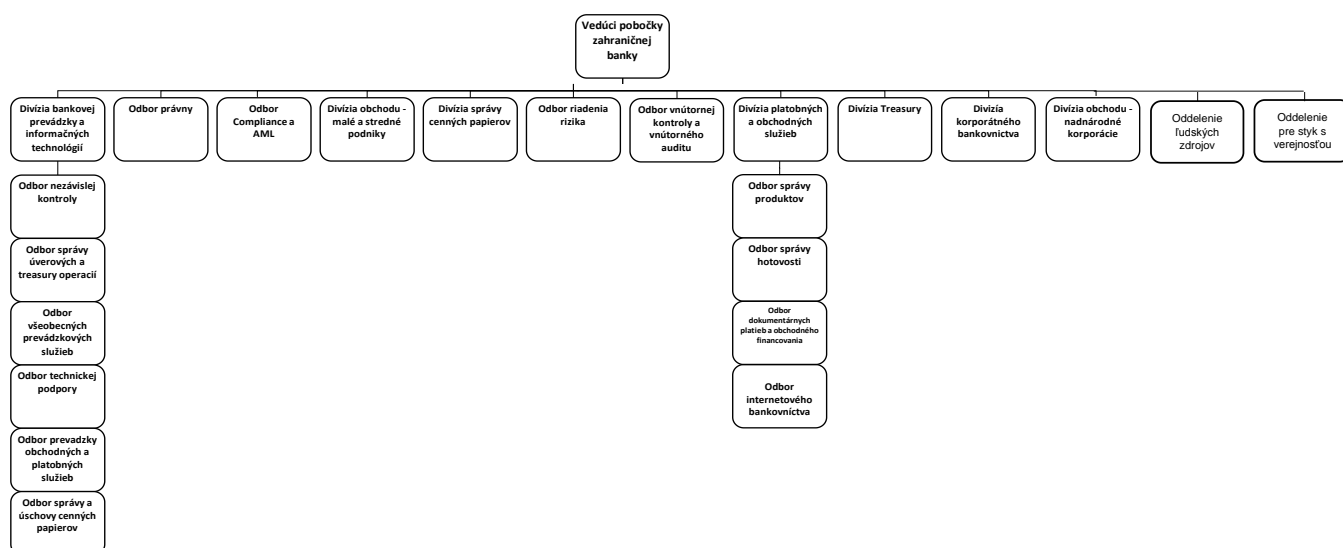 Vedúci pobočky
zahraničnej
banky
Divízia bankovej
prevádzky a
informačných
technológií
Odbor právny
Odbor
Compliance a
AML
Divízia obchodu -
malé a stredné
podniky
Divízia správy
cenných papierov
Odbor riadenia
rizika
Odbor vnútornej
kontroly a
vnútorného
auditu
Divízia platobných
a obchodných
služieb
Divízia Treasury
Divizía
korporátného
bankovnictva
Divízia obchodu -
nadnárodné
korporácie
Oddelenie
ľudských
zdrojov
Oddelenie
pre styk s
verejnosťou
Odbor nezávislej
kontroly
Odbor správy
úverových a
treasury operacií
Odbor
všeobecných
prevádzkových
služieb
Odbor technickej
podpory
Odbor prevadzky
obchodných a
platobných
služieb
Odbor správy a
úschovy cenných
papierov
Odbor správy
produktov
Odbor správy
hotovosti
Odbor
dokumentárnych
platieb a obchodného
financovania
Odbor
internetového
bankovníctva